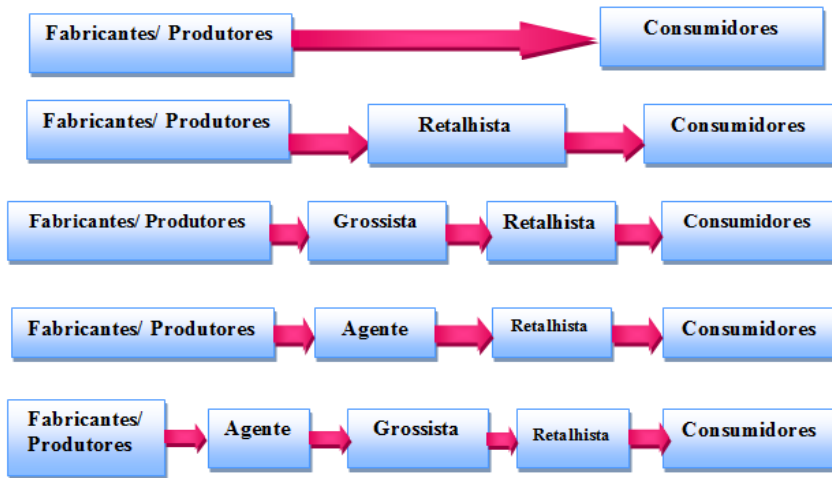 Fabricantes/ Produtores
Consumidores
Fabricantes/ Produtores
Retalhista
Consumidores
Fabricantes/ Produtores
Grossista
Retalhista
Consumidores
Fabricantes/ Produtores
Agente
Retalhista
Consumidores
Fabricantes/
Produtores
Agente
Grossista
Retalhista
Consumidores